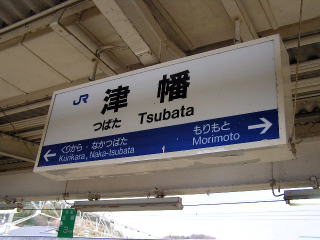 JR 津幡
つばた Tsubata
くりから・なかつばた もりもと
Kurikara, Naka-tsubata Morimoto